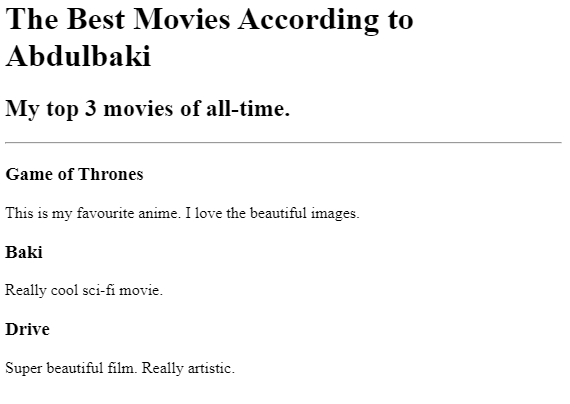 The Best Movies According to
Abdulbaki
My top 3 movies of all-time.
Game of Thrones
This is my favourite anime. I love the beautiful images.
Baki
Really cool sci-fi movie.
Drive
Super beautiful film. Really artistic.